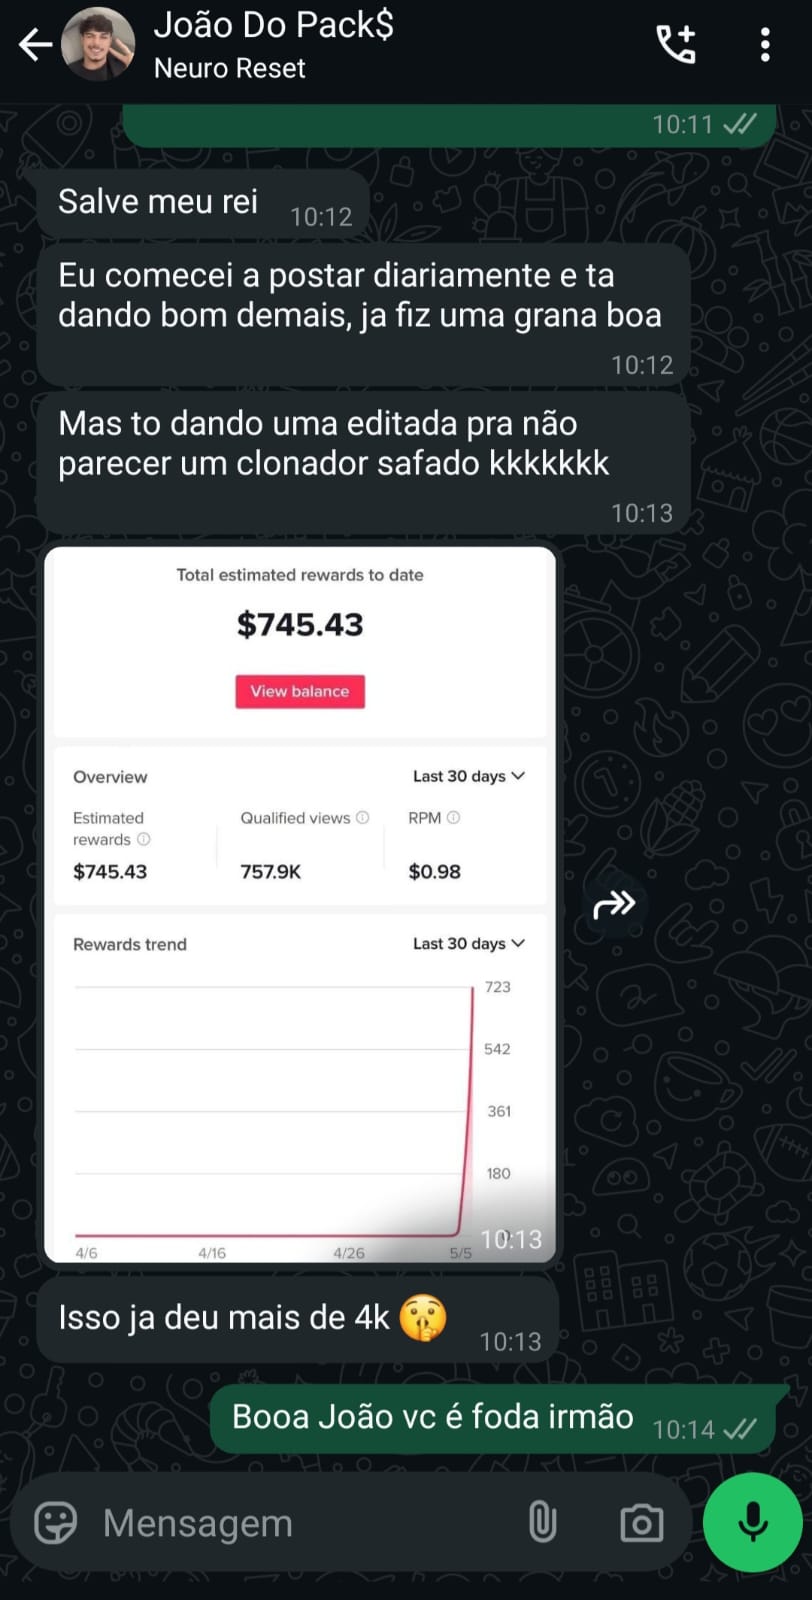 João Do Pack$
Neuro Reset
10:11
Salve meu rei
10:12
Eu comecei a postar diariamente e ta
dando bom demais, ja fiz uma grana boa
10:12
Mas to dando uma editada pra não
parecer um clonador safado kkkkkkk
10:13
Total estimated rewards to date
$745.43
View balance
Overview
Last 30 days
Estimated
rewards
Qualified views
RPM
$745.43
757.9K
$0.98
Rewards trend
Last 30 days
723
542
361
180
4/6
4/16
4/26
5/5
10:13
Isso ja deu mais de 4k 🤫
10:13
Booa João vc é foda irmão
10:14
Mensagem